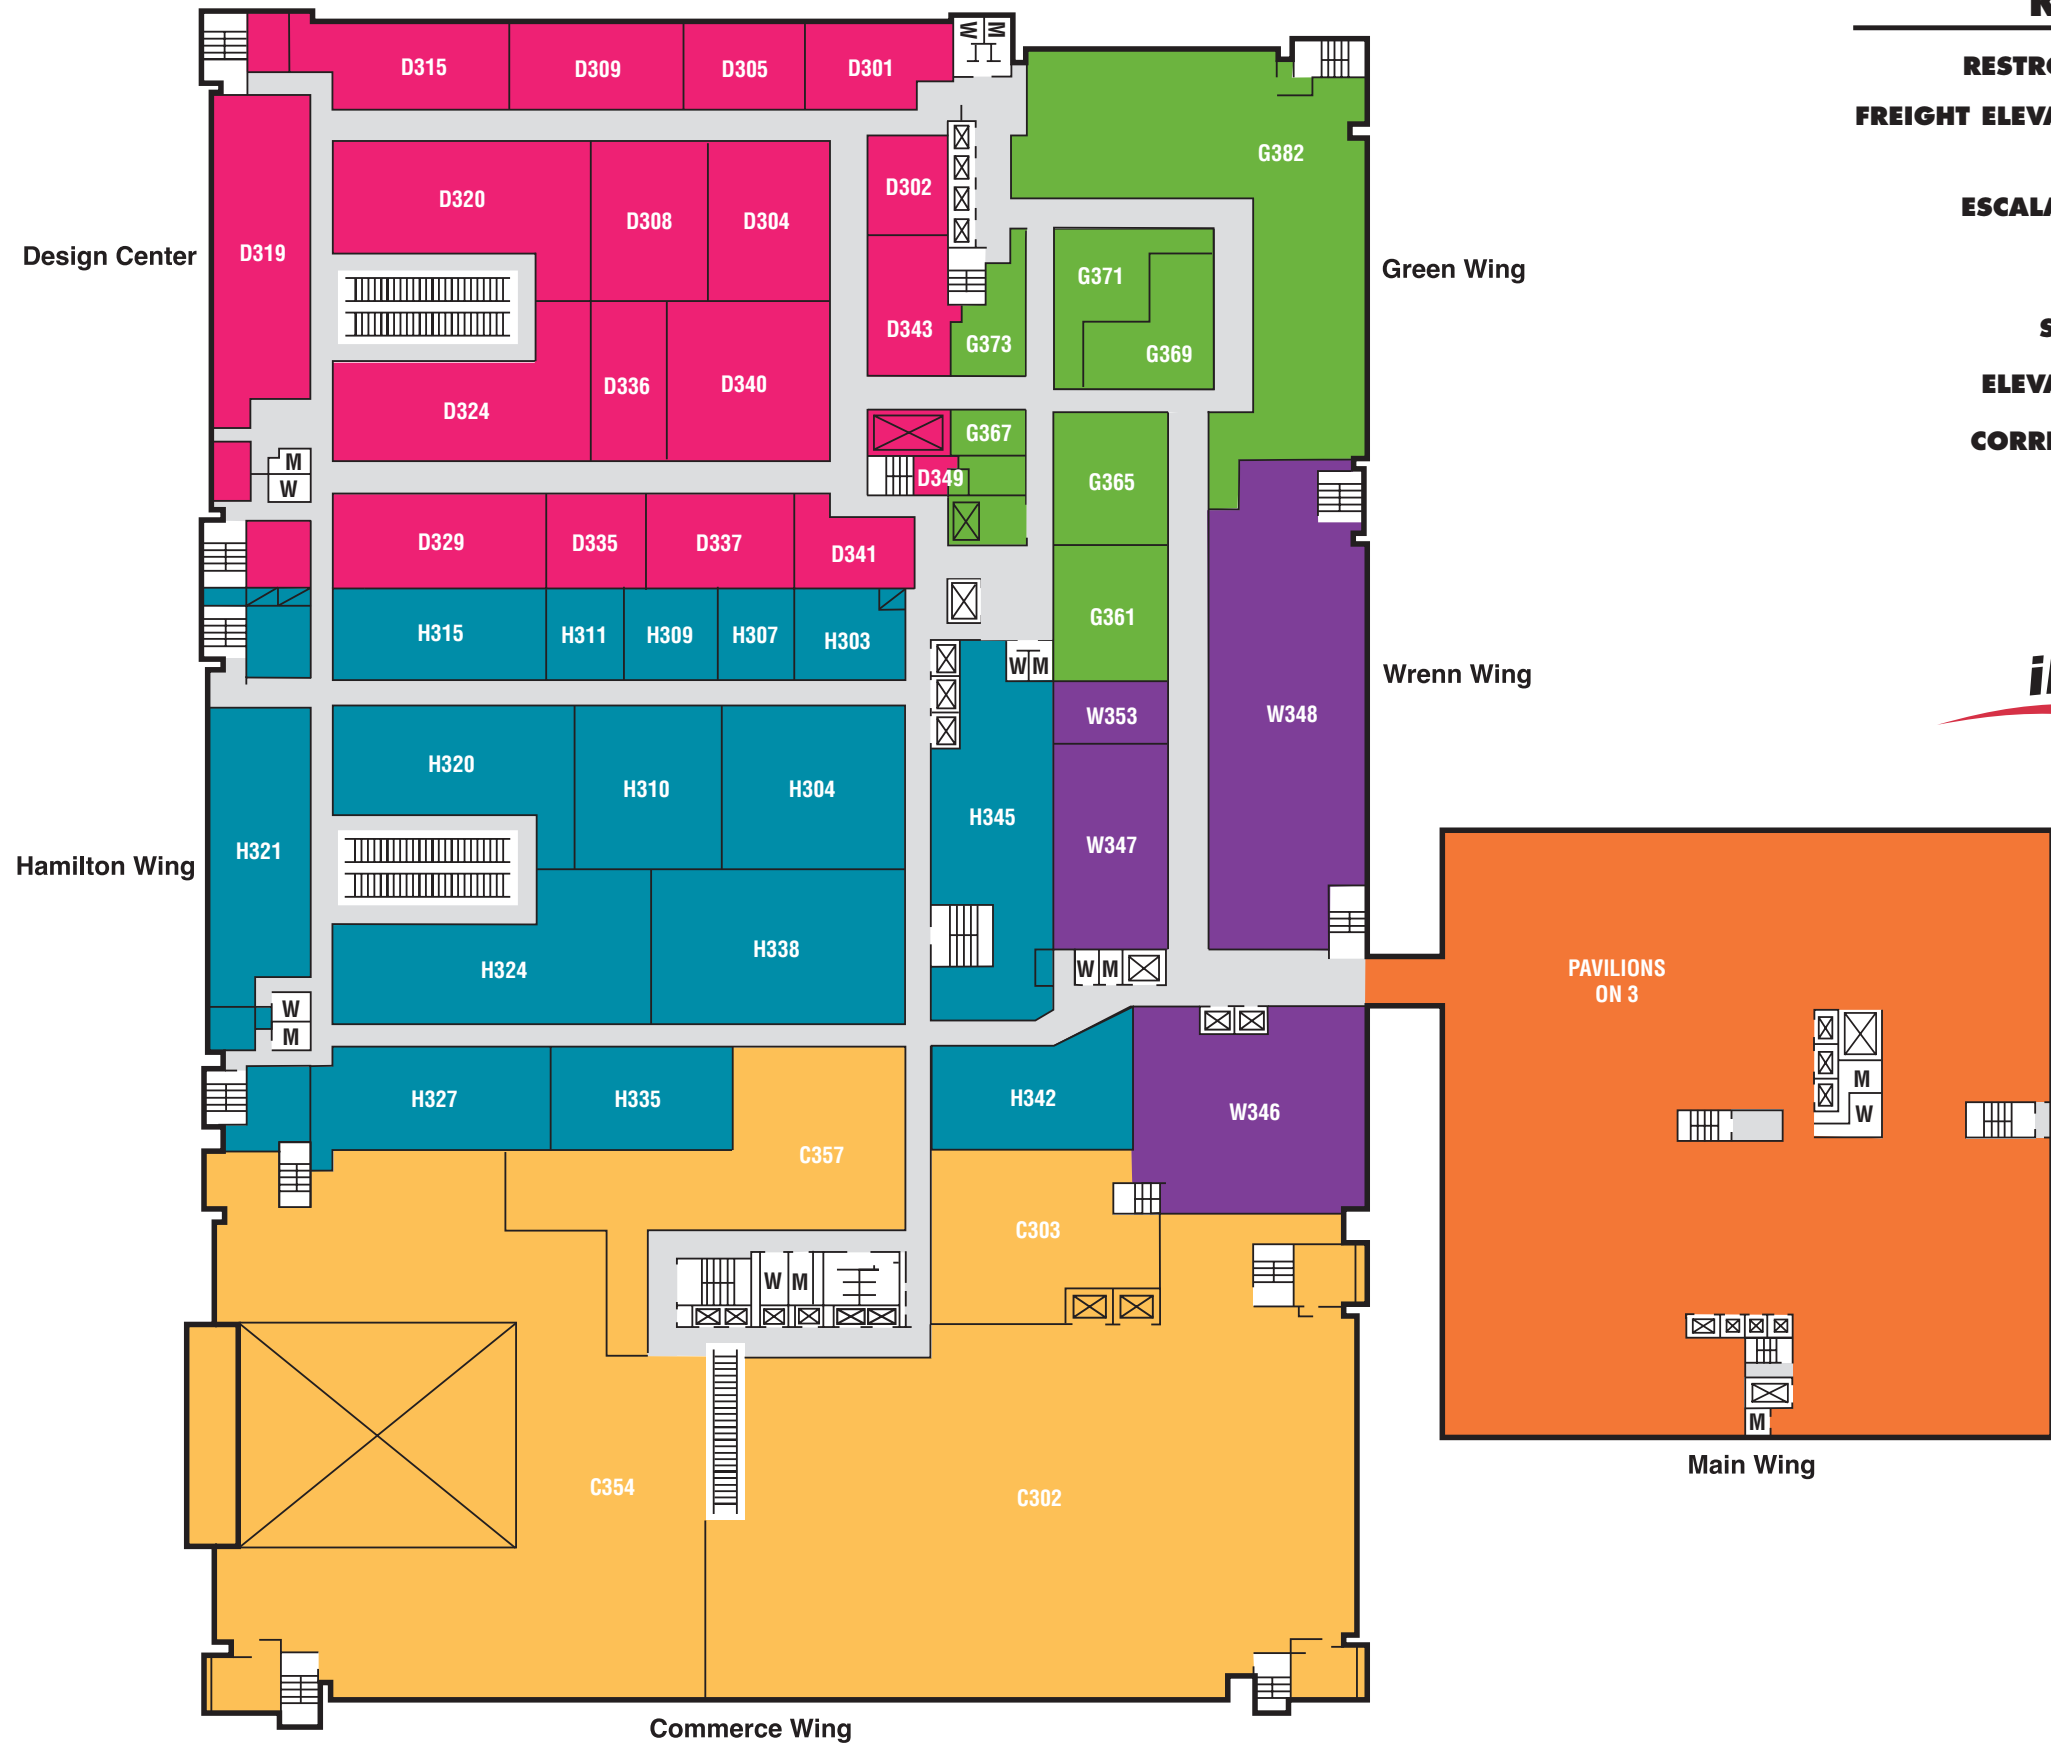 D315
D309
D305
D301
W
M
RESTRO
FREIGHT ELEVA
ESCALA
ELEVA
CORRI
G382
D302
D320
D308
D304
D319
Design Center
Green Wing
G371
D343
G373
G369
D336
D340
D324
G367
M
W
D349
G365
D329
D335
D337
D341
H315
H311
H309
H307
H303
G361
W M
Wrenn Wing
W353
W348
H320
H310
H304
H345
W347
H321
Hamilton Wing
H338
H324
W M
PAVILIONS
ON 3
W
M
H327
H335
H342
W346
M
W
C357
C303
W M
M
Main Wing
C354
C302
Commerce Wing